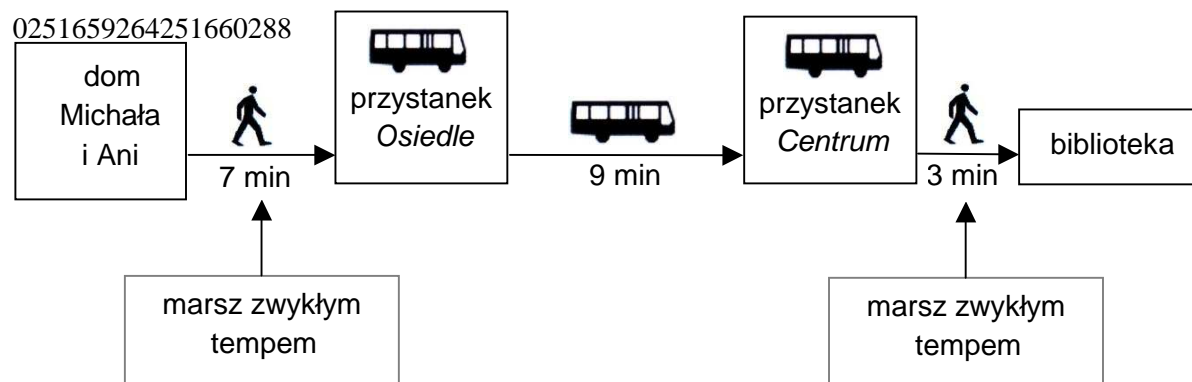 0251659264251660288
dom
Michała
i Ani
7 min
przystanek
Osiedle
9 min
przystanek
Centrum
3 min
biblioteka
marsz zwykłym
tempem
marsz zwykłym
tempem